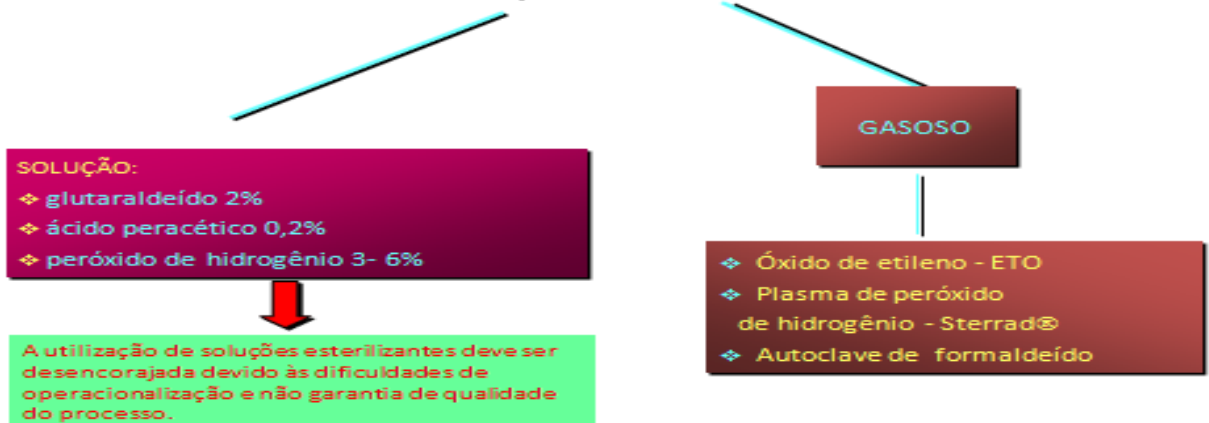 SOLUÇÃO:
❖ glutaraldeído 2%
❖ ácido peracético 0,2%
❖ peróxido de hidrogênio 3- 6%
A utilização de soluções esterilizantes deve ser
desencorajada devido às dificuldades de
operacionalização e não garantia de qualidade
do processo.
GASOSO
❖ Óxido de etileno - ETO
❖ Plasma de peróxido
de hidrogênio - Sterrad®
❖ Autoclave de formaldeído